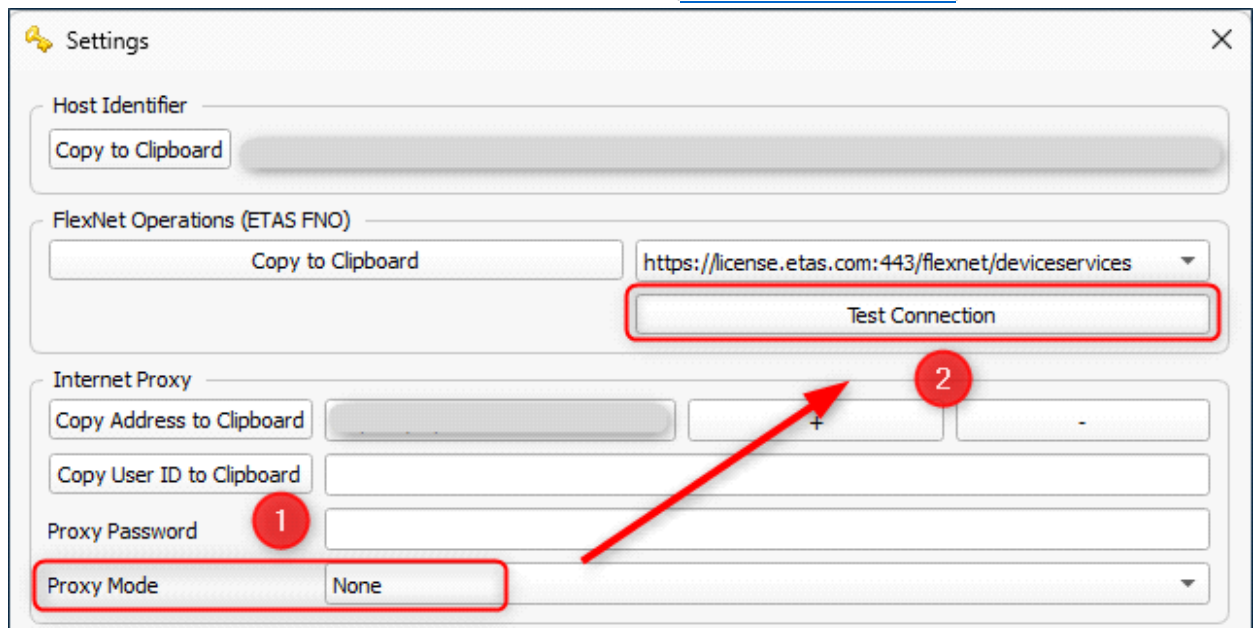 Settings
Host Identifier
Copy to Clipboard
FlexNet Operations (ETAS FNO)
Copy to Clipboard https://license.etas.com:443/flexnet/deviceservices
Test Connection
Internet Proxy
2
Copy Address to Clipboard + -
Copy User ID to Clipboard
1
Proxy Password
Proxy Mode None